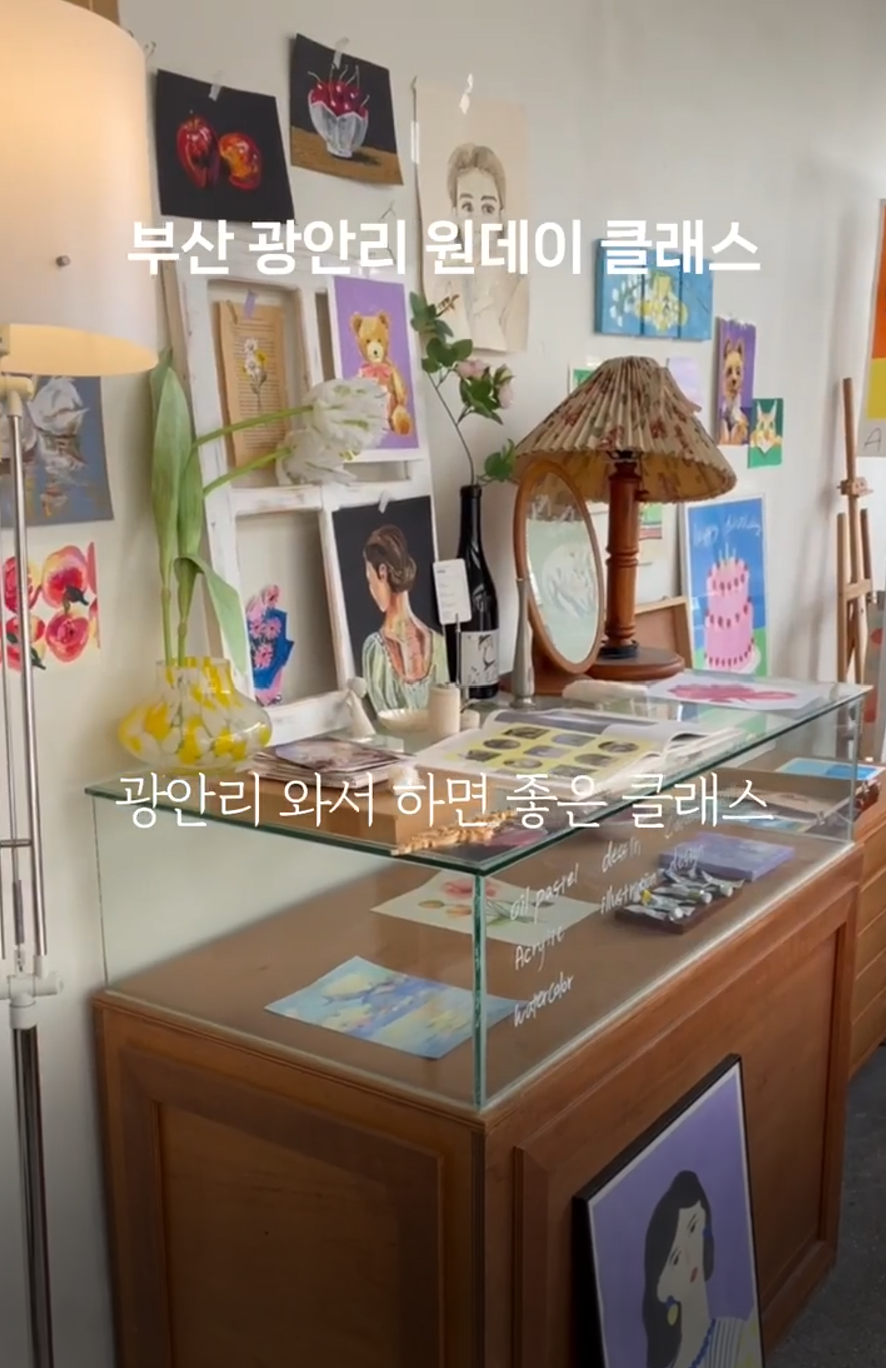 부산 광안리 원데이 클래스
happy birthday
광안리 와서 하면 좋은 클래스
oil pastel
Acrylic
watercolor
illustration design